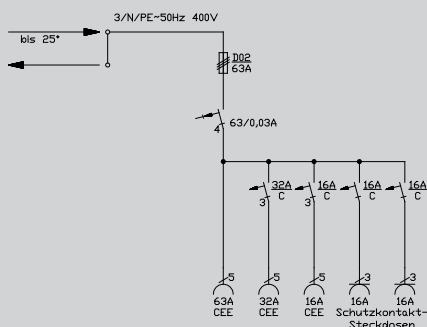 3/N/PE~50Hz 400V
bis 25°
D02
63A
63/0,03A
4
32A 16A 16A 16A
C C C C
3 3
5 5 5 3 3
63A 32A 16A 16A 16A
CEE CEE CEE Schutzkontakt-
Steckdosen